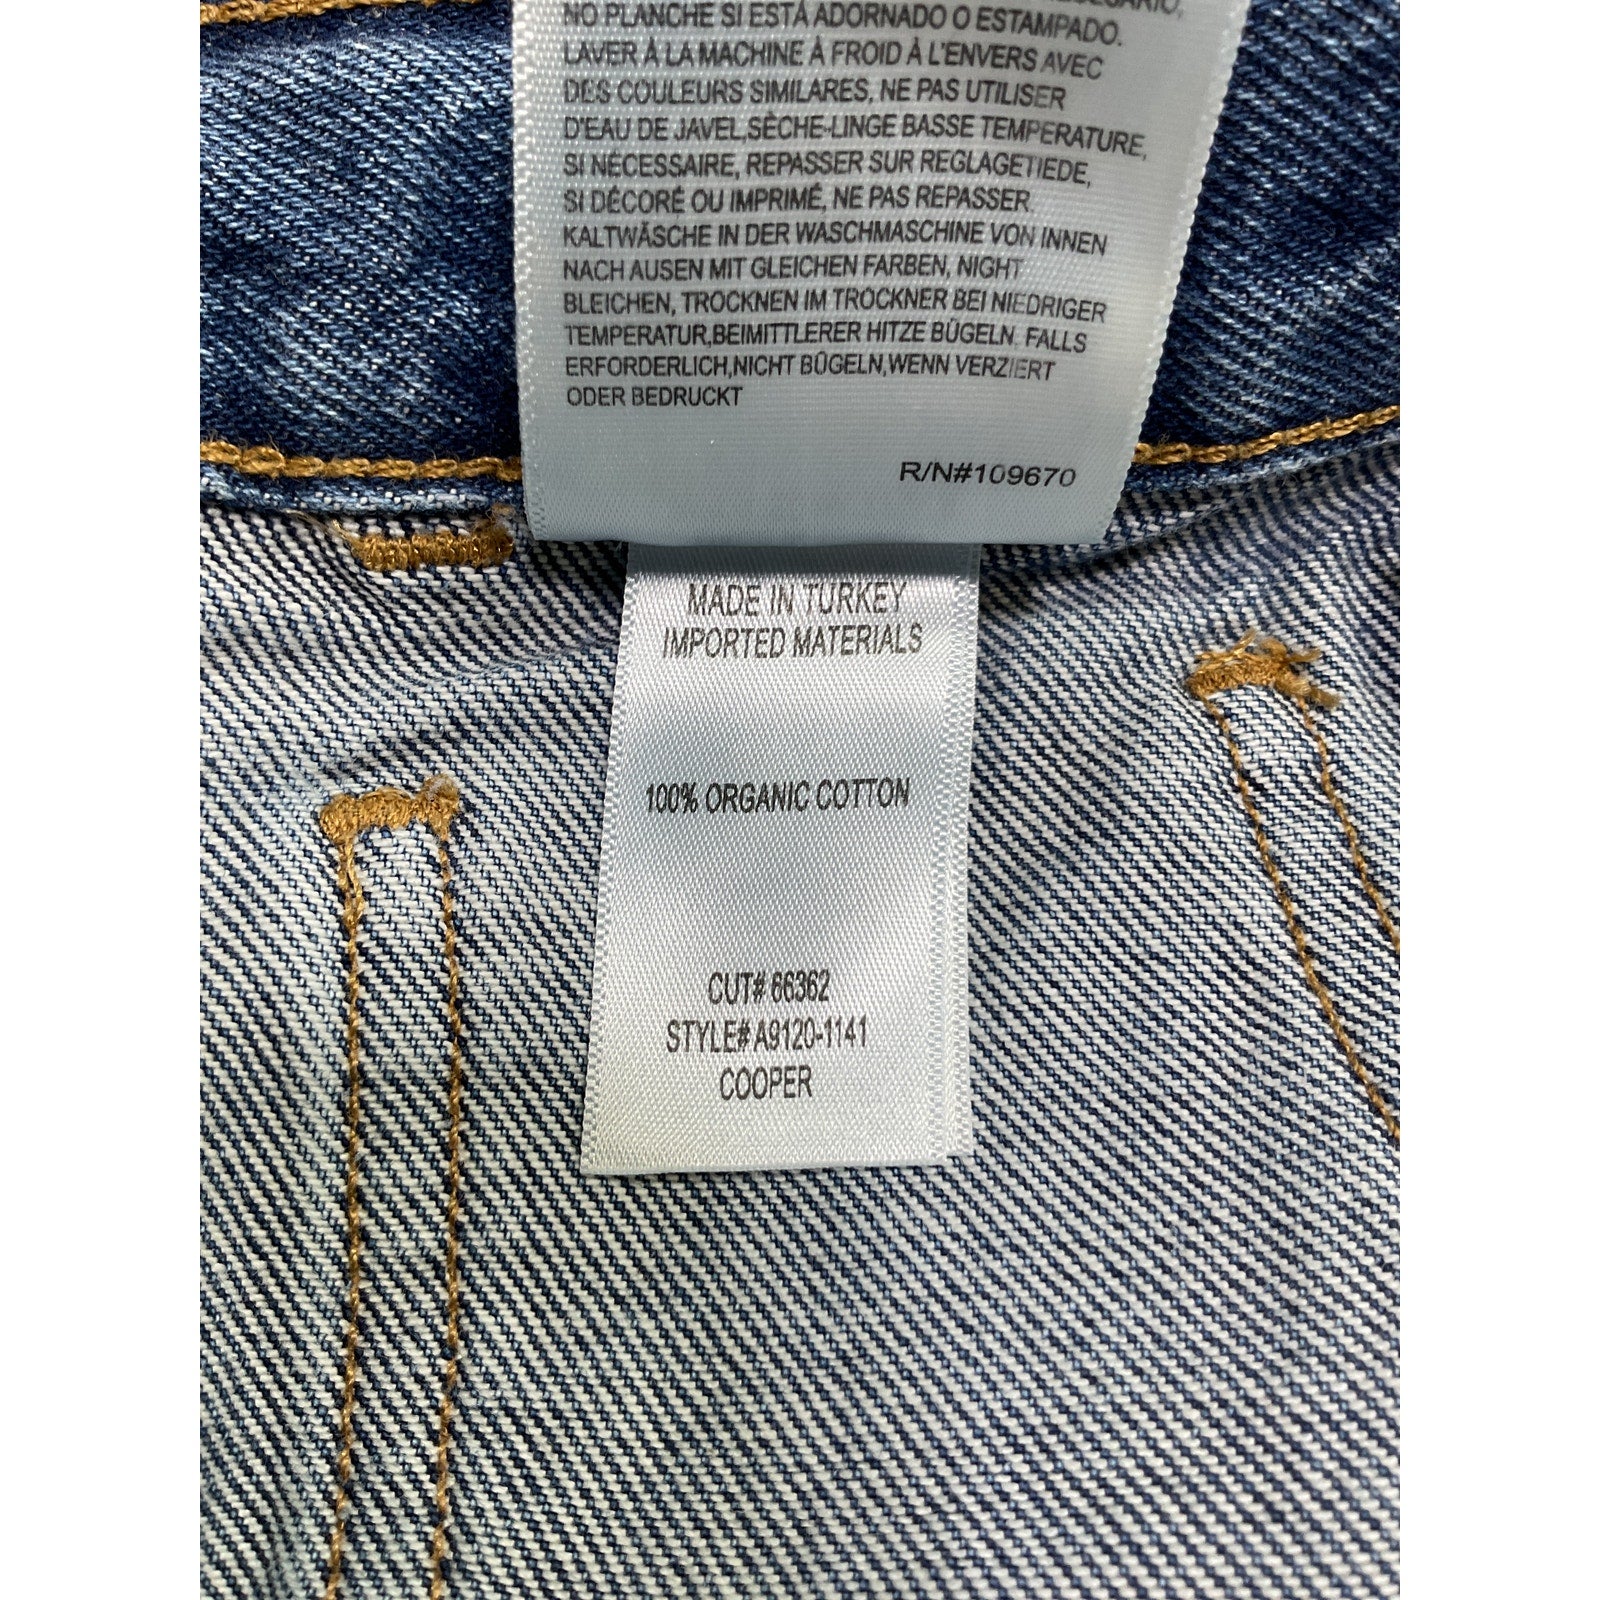 NO PLANCHE SI ESTÁ ADORNADO O ESTAMPADO.
LAVER Á LA MACHINE Á FROID Á L'ENVERS AVEC
DES COULEURS SIMILARES, NE PAS UTILISER
D'EAU DE JAVEL,SÈCHE-LINGE BASSE TEMPERATURE,
SI NÉCESSAIRE, REPASSER SUR REGLAGETIEDE,
SI DÉCORÉ OU IMPRIMÉ, NE PAS REPASSER
KALTWÄSCHE IN DER WASCHMASCHINE VON INNEN
NACH AUSEN MIT GLEICHEN FARBEN, NIGHT
BLEICHEN, TROCKNEN IM TROCKNER BEI NIEDRIGER
TEMPERATUR,BEIMITTLERER HITZE BÜGELN. FALLS
ERFORDERLICH,NICHT BÜGELN,WENN VERZIERT
ODER BEDRUCKT
R/N#109670
MADE IN TURKEY
IMPORTED MATERIALS
100% ORGANIC COTTON
CUT# 66362
STYLE# A9120-1141
COOPER